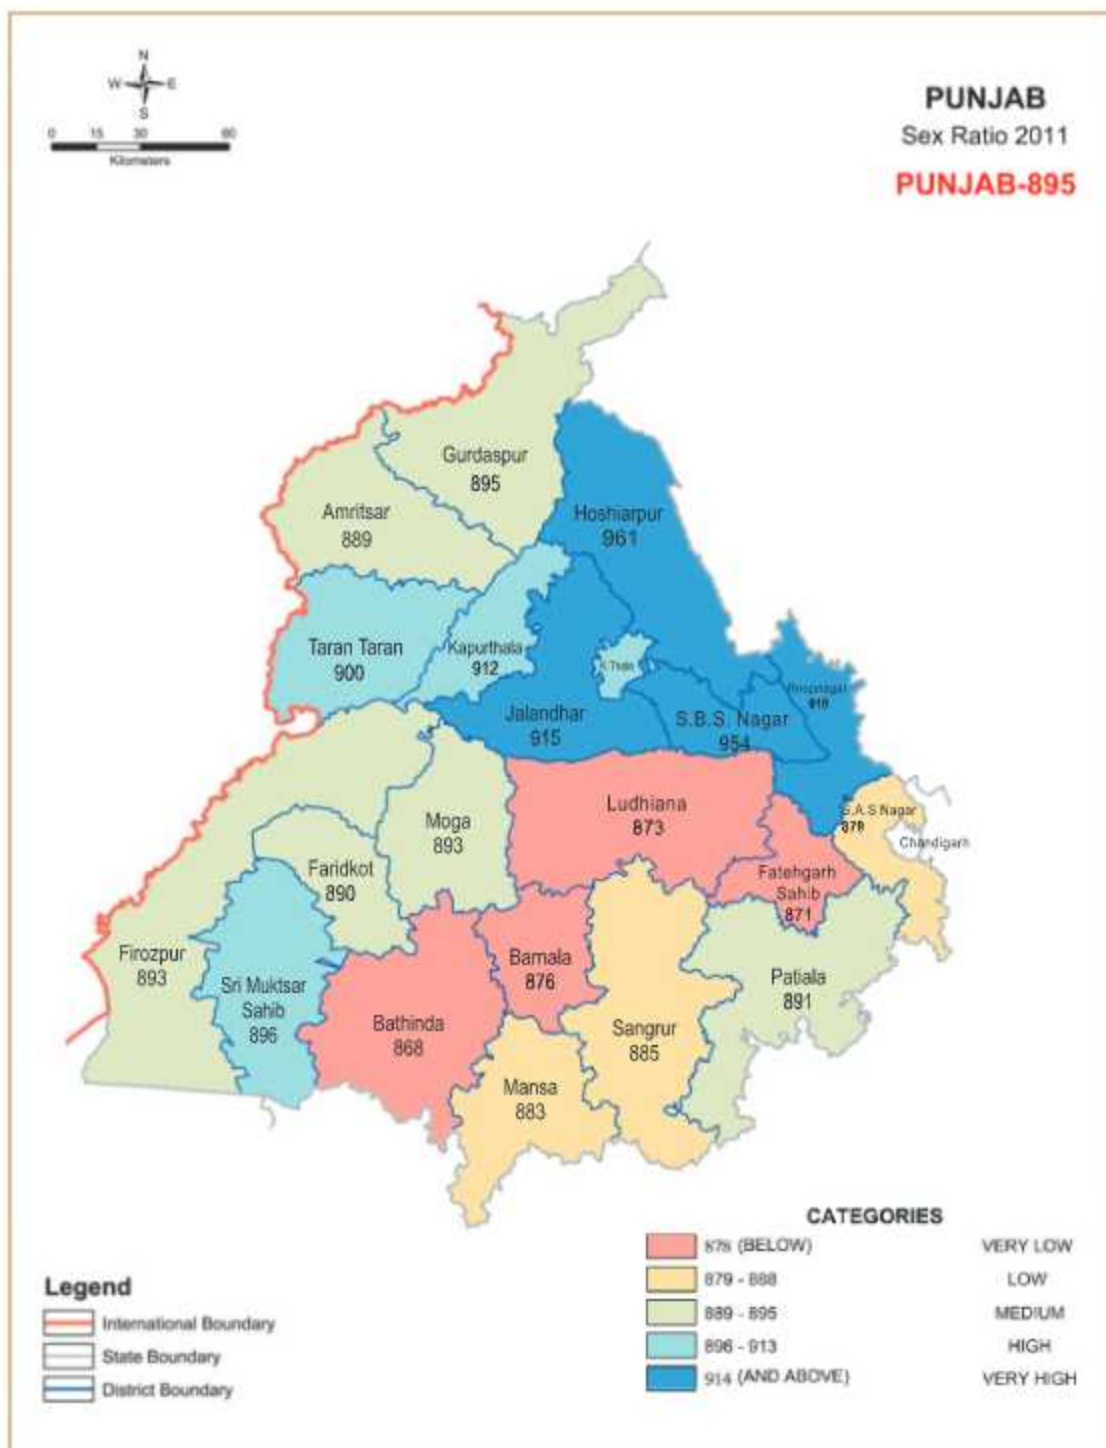 N
W E
S
0 15 30 60
Kilometers
PUNJAB
Sex Ratio 2011
PUNJAB-895
Gurdaspur
895
Amritsar
889
Hoshiarpur
961
Taran Taran
900
Kapurthala
912
Jalandhar
915
S.B.S. Nagar
954
Ludhiana
873
Moga
893
Faridkot
890
S.A.S Nagar
879
Chandigarh
Fatehgarh
Sahib
871
Firozpur
893
Sri Muktsar
Sahib
896
Bathinda
868
Barnala
876
Sangrur
885
Patiala
891
Mansa
883
CATEGORIES
878 (BELOW) VERY LOW
879 - 888 LOW
889 - 895 MEDIUM
896 - 913 HIGH
914 (AND ABOVE) VERY HIGH
Legend
International Boundary
State Boundary
District Boundary